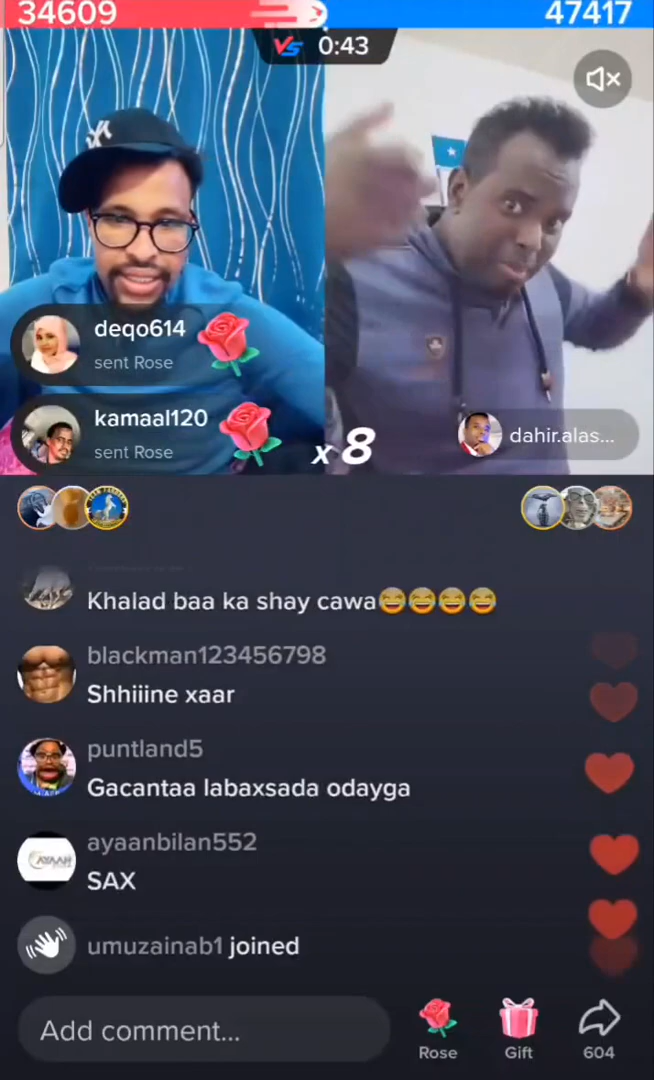 34609
47417
VS 0:43
deqo614
sent Rose
kamaal120
sent Rose
x 8
dahir.alas...
Khalad baa ka shay cawa😂😂😂😂
blackman123456798
Shhiiine xaar
puntland5
Gacantaa labaxsada odayga
ayaanbilan552
SAX
umuzainab1 joined
Add comment...
Rose
Gift
604